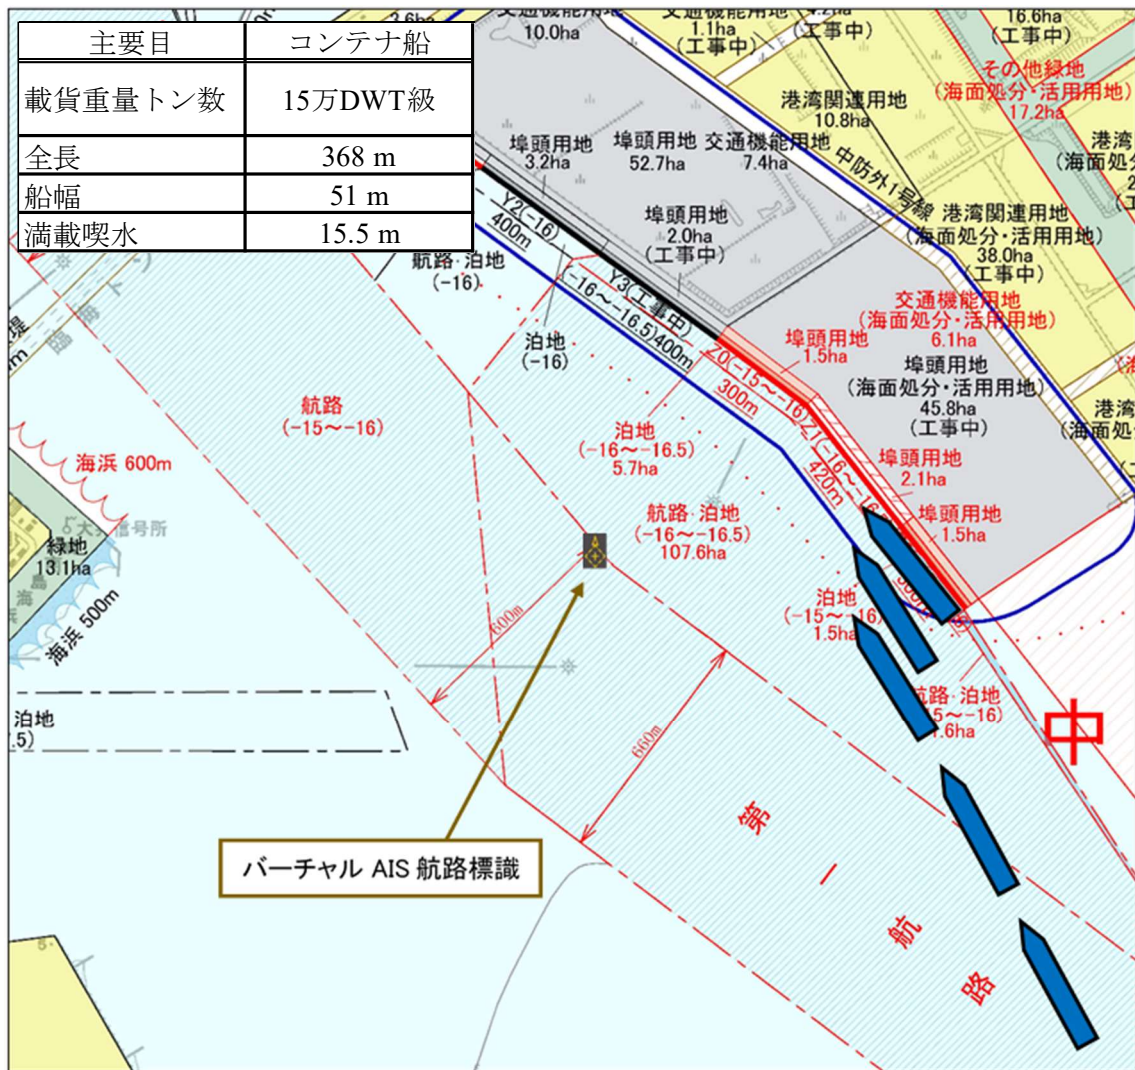 主要目 コンテナ船
載貨重量トン数 15万DWT級
全長 368 m
船幅 51 m
満載喫水 15.5 m
3.6ha
交通機能用地
10.0ha
交通機能用地
1.1ha
(工事中)
4.2ha
(工事中)
16.6ha
(工事中)
その他緑地
(海面処分・活用用地)
17.2ha
港湾関連用地
10.8ha
中防外1号線
埠頭用地
3.2ha
埠頭用地
52.7ha
交通機能用地
7.4ha
埠頭用地
2.0ha
(工事中)
港湾関連用地
(海面処分・活用用地)
38.0ha
(工事中)
交通機能用地
(海面処分・活用用地)
6.1ha
埠頭用地
1.5ha
埠頭用地
(海面処分・活用用地)
45.8ha
(工事中)
港湾
(海面処分
港湾
(海面処
埠頭用地
2.1ha
埠頭用地
1.5ha
Y2(-16)
400m
航路・泊地
(-16)
泊地
(-16)
Y3(工事中)
(-16~-16.5)400m
Z0(-15~-16)
300m
Z1(-16~-16
420m
航路
(-15~-16)
泊地
(-16~-16.5)
5.7ha
航路・泊地
(-16~-16.5)
107.6ha
泊地
(-15~-16)
1.5ha
航路・泊地
15~-16)
1.6ha
海浜 600m
信号所
緑地
13.1ha
海浜 500m
泊地
.5)
600m
660m
中
バーチャル AIS 航路標識
第一航路